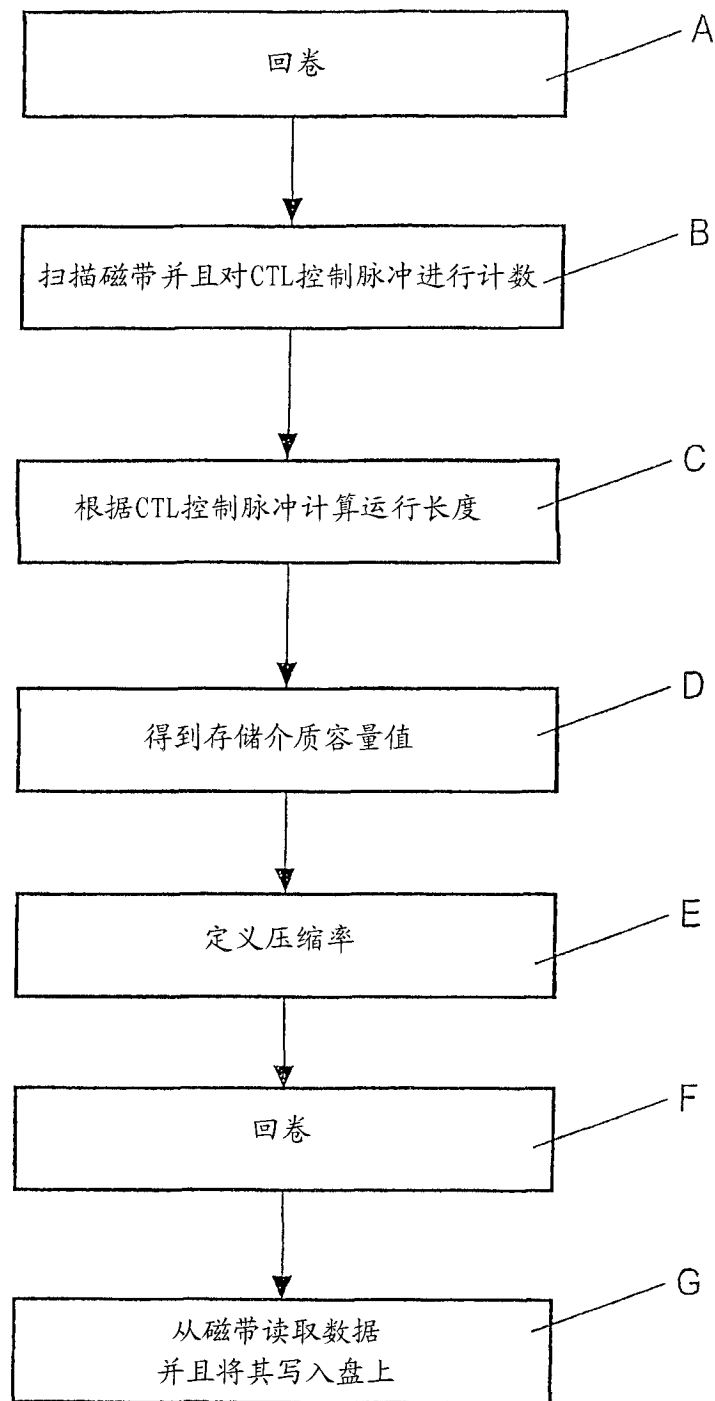 回卷
A
扫描磁带并且对CTL控制脉冲进行计数
B
根据CTL控制脉冲计算运行长度
C
得到存储介质容量值
D
定义压缩率
E
回卷
F
从磁带读取数据
并且将其写入盘上
G